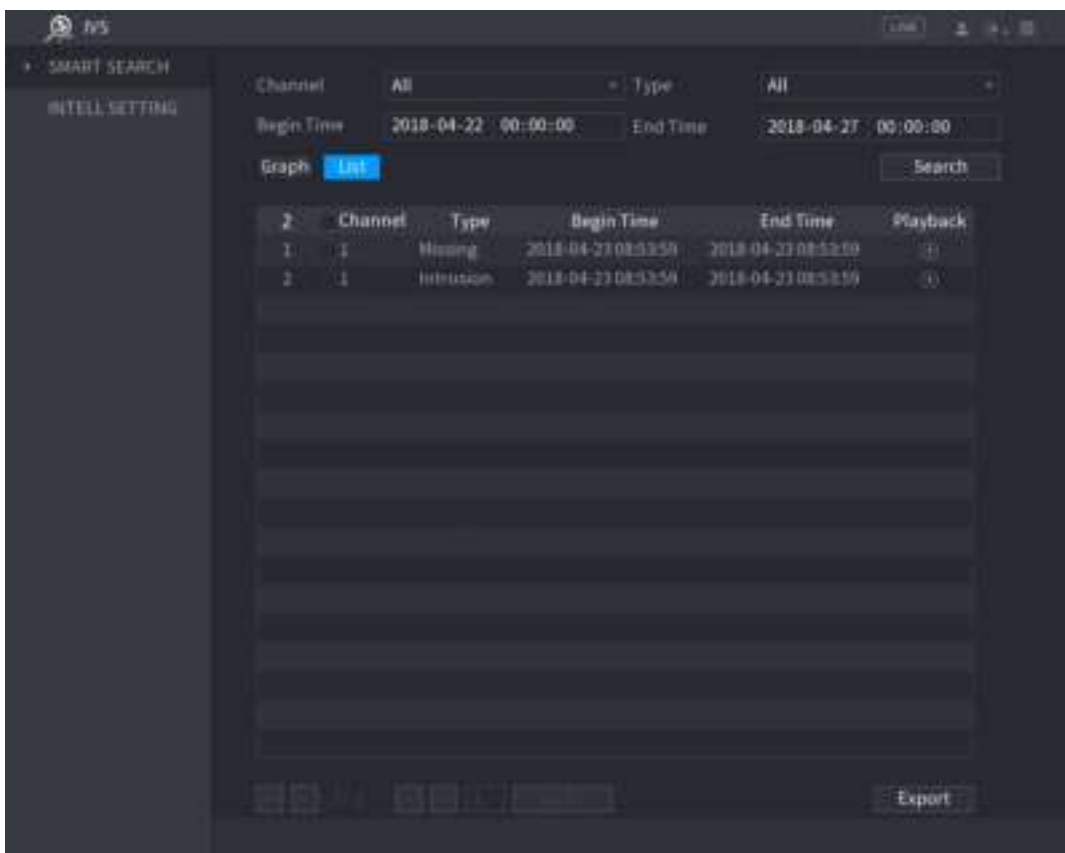 IVS LIVE
SMART SEARCH
INTELL SETTING
Channel All Type All
Begin Time 2018-04-22 00:00:00 End Time 2018-04-27 00:00:00
Graph List Search
2 Channel Type Begin Time End Time Playback
1 1 Missing 2018-04-23 08:53:59 2018-04-23 08:53:59
2 1 Intrusion 2018-04-23 08:53:59 2018-04-23 08:53:59
Export